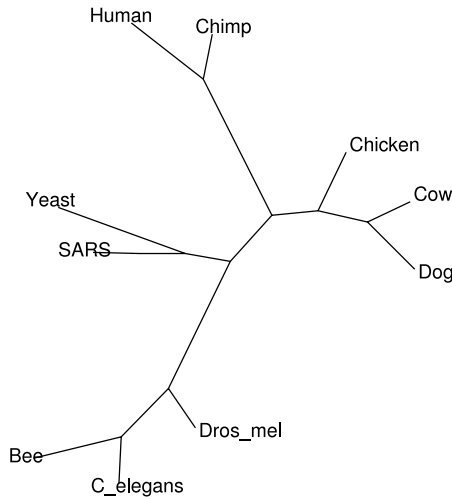 Human
Chimp
Chicken
Cow
Yeast
SARS
Dog
Dros_mel
Bee
C_elegans